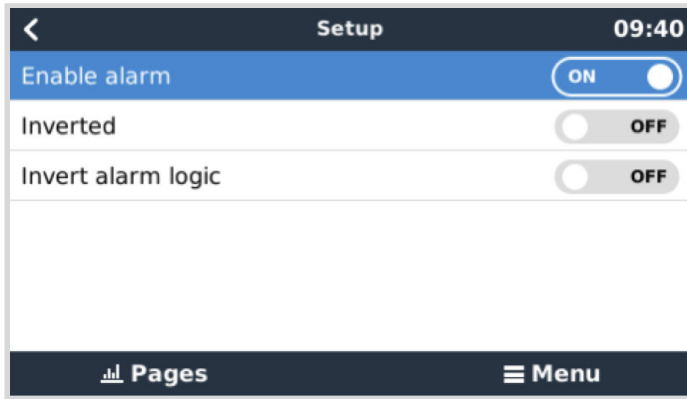 Setup 09:40
Enable alarm ON
Inverted OFF
Invert alarm logic OFF
Pages Menu